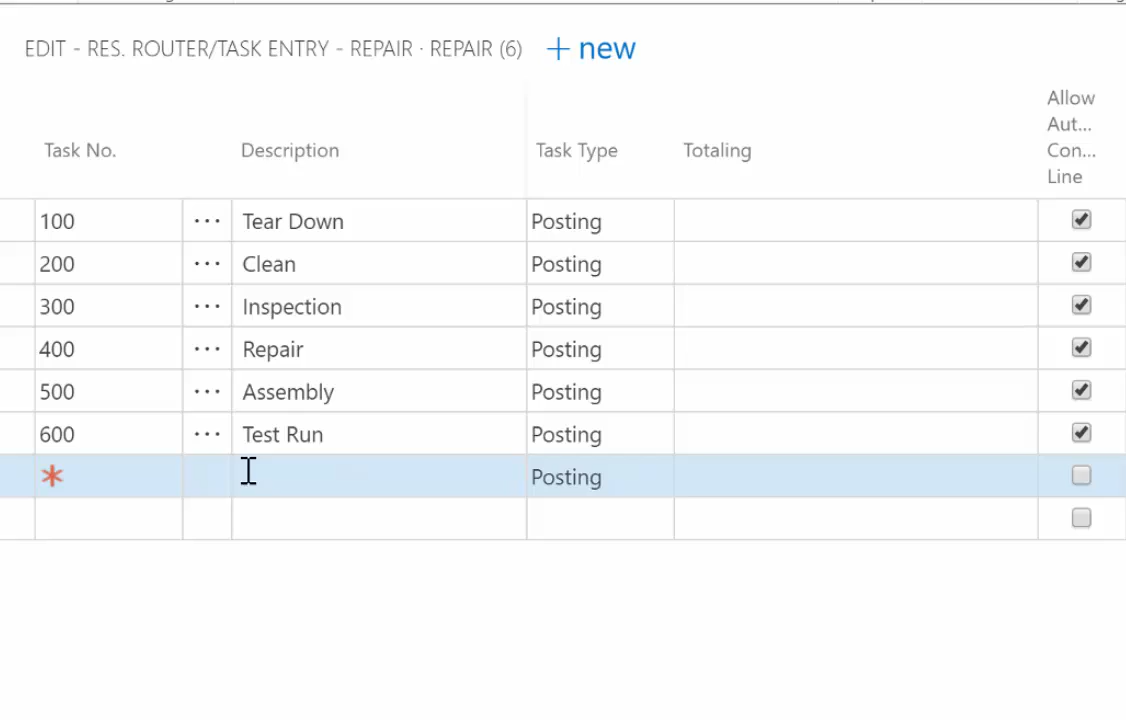 EDIT - RES. ROUTER/TASK ENTRY - REPAIR · REPAIR (6) + new
Task No. Description Task Type Totaling Allow Aut... Con... Line
100 ... Tear Down Posting
200 ... Clean Posting
300 ... Inspection Posting
400 ... Repair Posting
500 ... Assembly Posting
600 ... Test Run Posting
* Posting